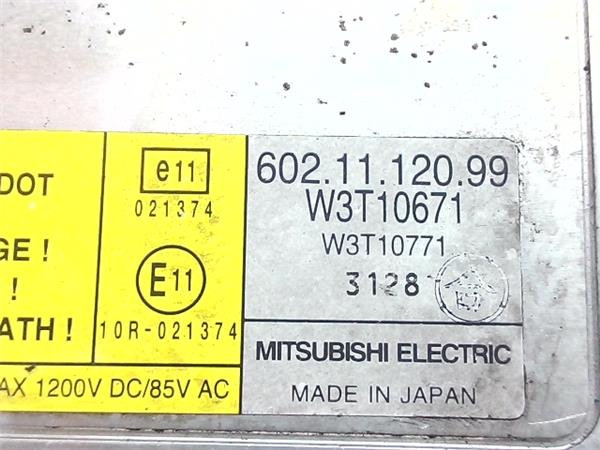 DOT
GE !
!
ATH !
AX 1200V DC/85V AC
e11
021374
E11
10R-021374
602.11.120.99
W3T10671
W3T10771
3128
MITSUBISHI ELECTRIC
MADE IN JAPAN